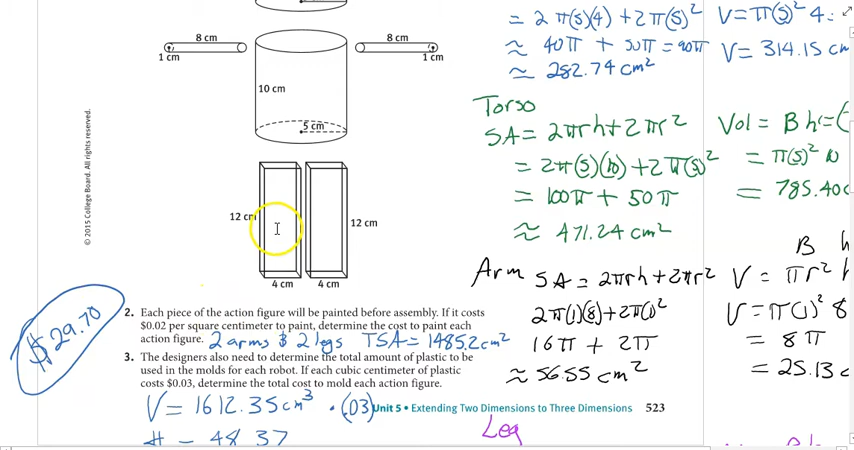 = 2π(5)(4) + 2π(5)²
V = π(5)² 4 =
≈ 40π + 50π = 90π
V = 314.15 cm
≈ 282.74 cm²
8 cm
8 cm
1 cm
1 cm
10 cm
5 cm
© 2015 College Board. All rights reserved.
12 cm
12 cm
4 cm
4 cm
Torso
SA = 2πrh + 2πr²
= 2π(5)(10) + 2π(5)²
= 100π + 50π
≈ 471.24 cm²
Vol = B h = (
= π(5)² 10
= 785.40c
Arm SA = 2πrh + 2πr²
2π(1)(8) + 2π(1)²
16π + 2π
≈ 56.55 cm²
B h
V = πr² h
V = π(1)² 8
= 8π
= 25.13 c
$29.70
2. Each piece of the action figure will be painted before assembly. If it costs
$0.02 per square centimeter to paint, determine the cost to paint each
action figure. 2 arms $ 2 legs TSA = 1485.2 cm²
3. The designers also need to determine the total amount of plastic to be
used in the molds for each robot. If each cubic centimeter of plastic
costs $0.03, determine the total cost to mold each action figure.
V = 1612.35 cm³ • (.03)
Unit 5 • Extending Two Dimensions to Three Dimensions 523
48.37
Leg